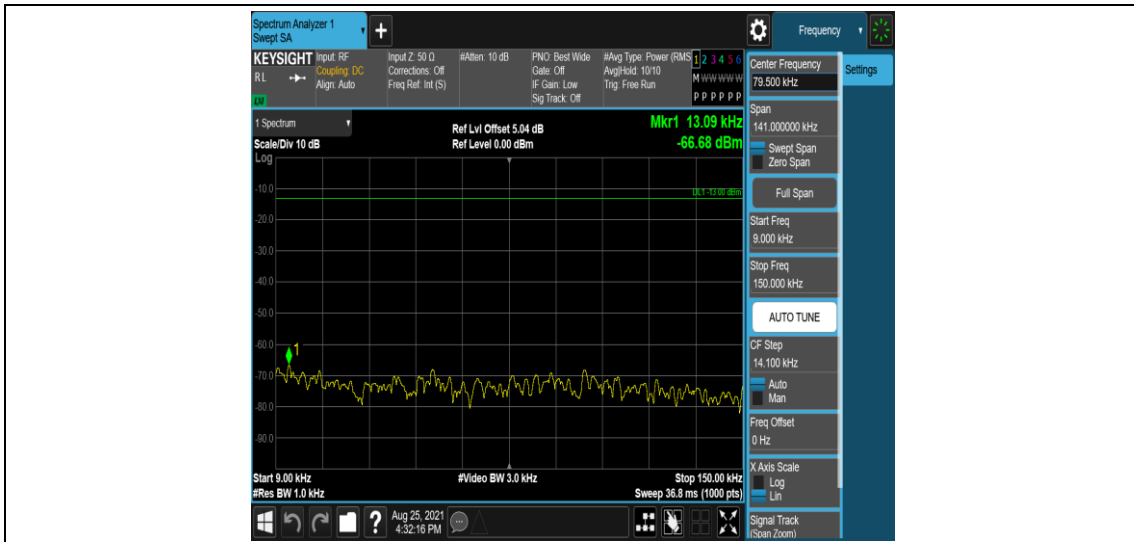 Spectrum Analyzer 1
Swept SA
+
Frequency
KEYSIGHT
RL
LXI
Input: RF
Coupling: DC
Align: Auto
Input Z: 50 Ω
Corrections: Off
Freq Ref: Int (S)
#Atten: 10 dB
PNO: Best Wide
Gate: Off
IF Gain: Low
Sig Track: Off
#Avg Type: Power (RMS
Avg|Hold: 10/10
Trig: Free Run
1 2 3 4 5 6
M W W W W W
P P P P P P
Center Frequency
79.500 kHz
Settings
Span
141.000000 kHz
Swept Span
Zero Span
Full Span
Start Freq
9.000 kHz
Stop Freq
150.000 kHz
AUTO TUNE
CF Step
14.100 kHz
Auto
Man
Freq Offset
0 Hz
X Axis Scale
Log
Lin
Signal Track
(Span Zoom)
1 Spectrum
Scale/Div 10 dB
Log
Ref Lvl Offset 5.04 dB
Ref Level 0.00 dBm
Mkr1 13.09 kHz
-66.68 dBm
DL1 -13.00 dBm
-10.0
-20.0
-30.0
-40.0
-50.0
-60.0
1
-70.0
-80.0
-90.0
Start 9.00 kHz
#Res BW 1.0 kHz
#Video BW 3.0 kHz
Stop 150.00 kHz
Sweep 36.8 ms (1000 pts)
?
Aug 25, 2021
4:32:16 PM